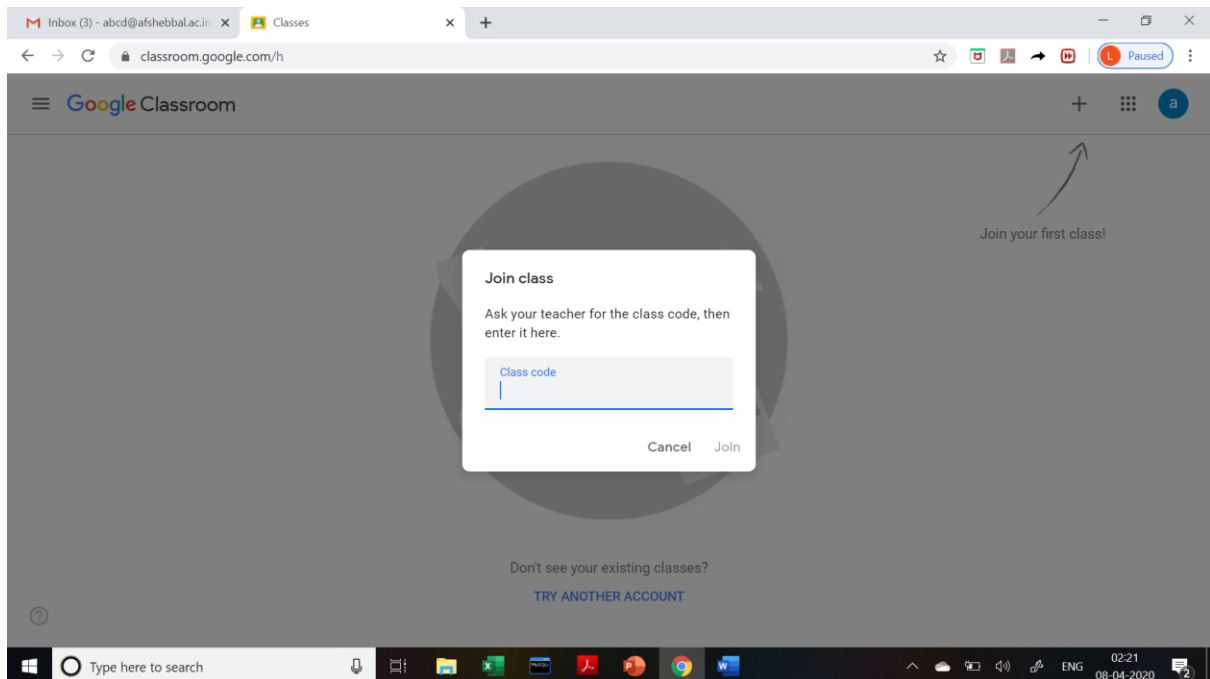 Inbox (3) - abcd@afshebbal.ac.in
Classes
classroom.google.com/h
L Paused
Google Classroom
a
Join your first class!
Join class
Ask your teacher for the class code, then
enter it here.
Class code
Cancel Join
Don't see your existing classes?
TRY ANOTHER ACCOUNT
Type here to search
ENG
02:21
08-04-2020
2